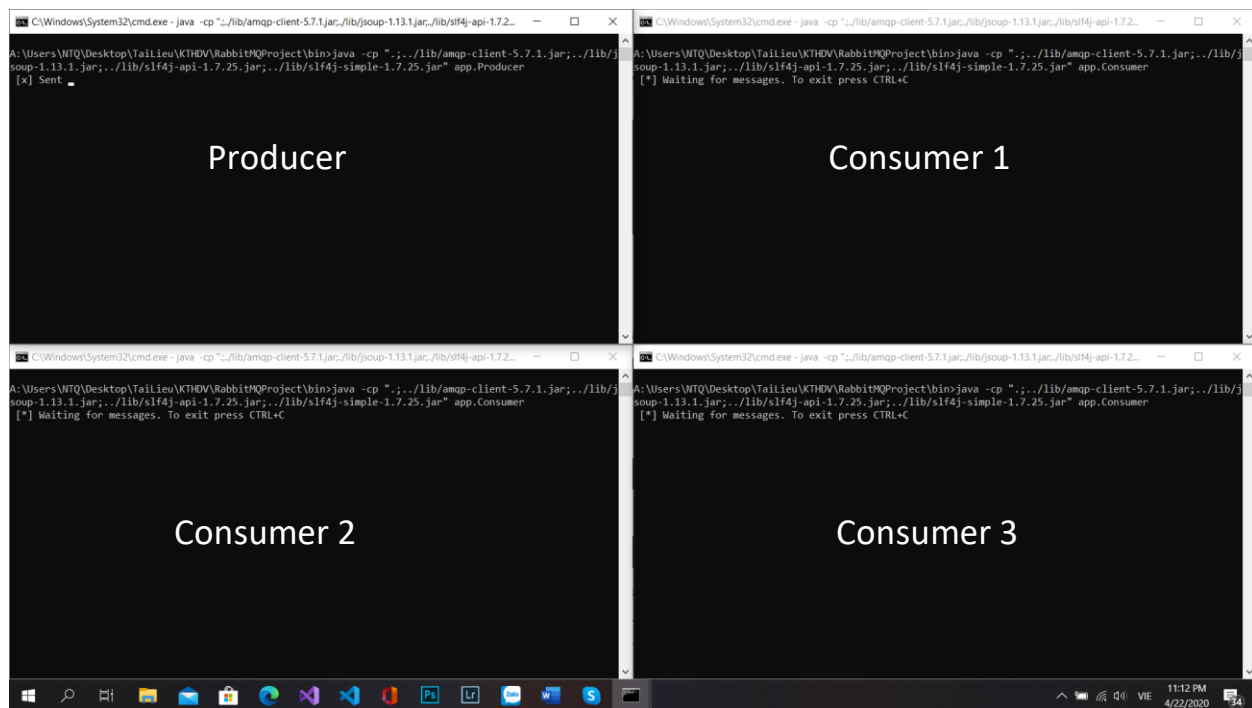 C:\Windows\System32\cmd.exe - java -cp ".;../lib/amqp-client-5.7.1.jar;../lib/jsoup-1.13.1.jar;../lib/slf4j-api-1.7.2...
A:\Users\NTQ\Desktop\TaiLieu\KTHDV\RabbitMQProject\bin>java -cp ".;../lib/amqp-client-5.7.1.jar;../lib/j
soup-1.13.1.jar;../lib/slf4j-api-1.7.25.jar;../lib/slf4j-simple-1.7.25.jar" app.Producer
[x] Sent
Producer
C:\Windows\System32\cmd.exe - java -cp ".;../lib/amqp-client-5.7.1.jar;../lib/jsoup-1.13.1.jar;../lib/slf4j-api-1.7.2...
A:\Users\NTQ\Desktop\TaiLieu\KTHDV\RabbitMQProject\bin>java -cp ".;../lib/amqp-client-5.7.1.jar;../lib/j
soup-1.13.1.jar;../lib/slf4j-api-1.7.25.jar;../lib/slf4j-simple-1.7.25.jar" app.Consumer
[*] Waiting for messages. To exit press CTRL+C
Consumer 1
C:\Windows\System32\cmd.exe - java -cp ".;../lib/amqp-client-5.7.1.jar;../lib/jsoup-1.13.1.jar;../lib/slf4j-api-1.7.2...
A:\Users\NTQ\Desktop\TaiLieu\KTHDV\RabbitMQProject\bin>java -cp ".;../lib/amqp-client-5.7.1.jar;../lib/j
soup-1.13.1.jar;../lib/slf4j-api-1.7.25.jar;../lib/slf4j-simple-1.7.25.jar" app.Consumer
[*] Waiting for messages. To exit press CTRL+C
Consumer 2
C:\Windows\System32\cmd.exe - java -cp ".;../lib/amqp-client-5.7.1.jar;../lib/jsoup-1.13.1.jar;../lib/slf4j-api-1.7.2...
A:\Users\NTQ\Desktop\TaiLieu\KTHDV\RabbitMQProject\bin>java -cp ".;../lib/amqp-client-5.7.1.jar;../lib/j
soup-1.13.1.jar;../lib/slf4j-api-1.7.25.jar;../lib/slf4j-simple-1.7.25.jar" app.Consumer
[*] Waiting for messages. To exit press CTRL+C
Consumer 3
Ps
Lr
Zalo
W
S
VIE
11:12 PM
4/22/2020
34